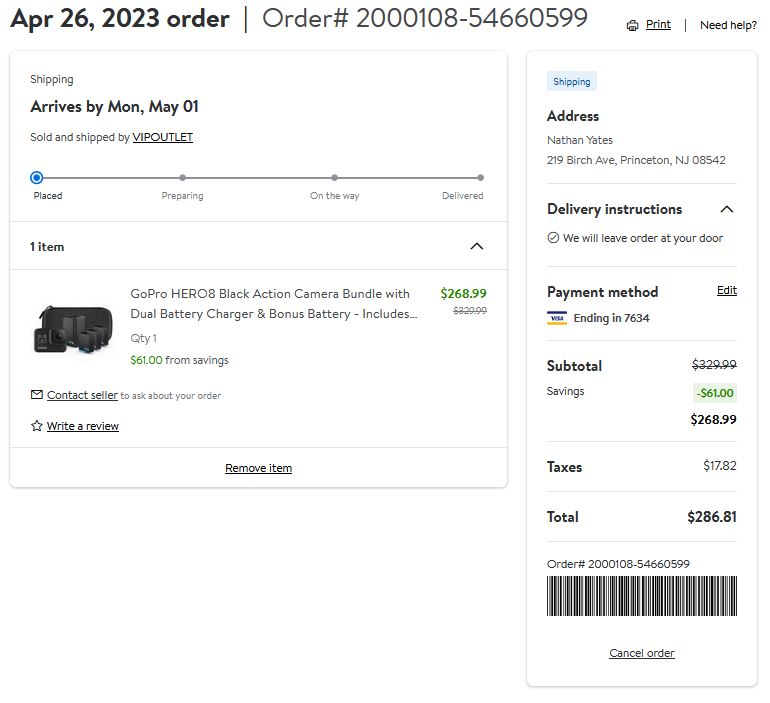 Apr 26, 2023 order | Order# 2000108-54660599
Print | Need help?
Shipping
Arrives by Mon, May 01
Sold and shipped by VIPOUTLET
Placed Preparing On the way Delivered
1 item
GoPro HERO8 Black Action Camera Bundle with $268.99
Dual Battery Charger & Bonus Battery - Includes... $329.99
Qty 1
$61.00 from savings
Contact seller to ask about your order
Write a review
Remove item
Shipping
Address
Nathan Yates
219 Birch Ave, Princeton, NJ 08542
Delivery instructions
We will leave order at your door
Payment method Edit
VISA Ending in 7634
Subtotal $329.99
Savings -$61.00
$268.99
Taxes $17.82
Total $286.81
Order# 2000108-54660599
Cancel order